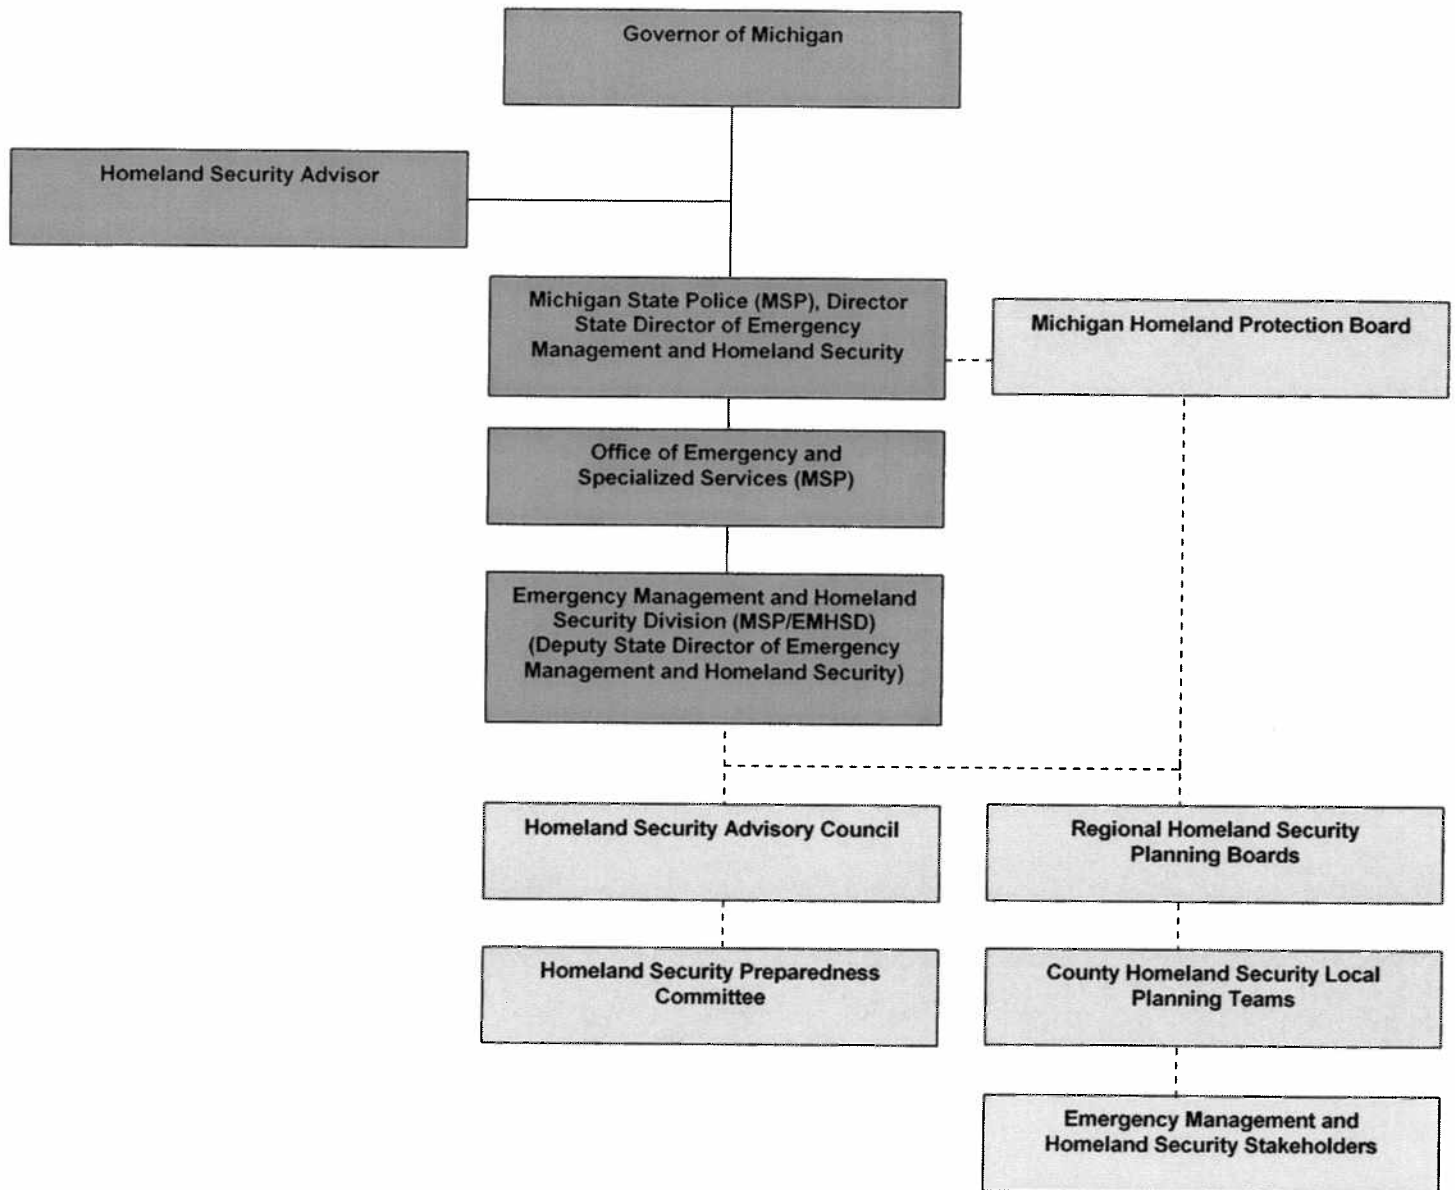 Governor of Michigan
Homeland Security Advisor
Michigan State Police (MSP), Director
State Director of Emergency
Management and Homeland Security
Michigan Homeland Protection Board
Office of Emergency and
Specialized Services (MSP)
Emergency Management and Homeland
Security Division (MSP/EMHSD)
(Deputy State Director of Emergency
Management and Homeland Security)
Homeland Security Advisory Council
Regional Homeland Security
Planning Boards
Homeland Security Preparedness
Committee
County Homeland Security Local
Planning Teams
Emergency Management and
Homeland Security Stakeholders